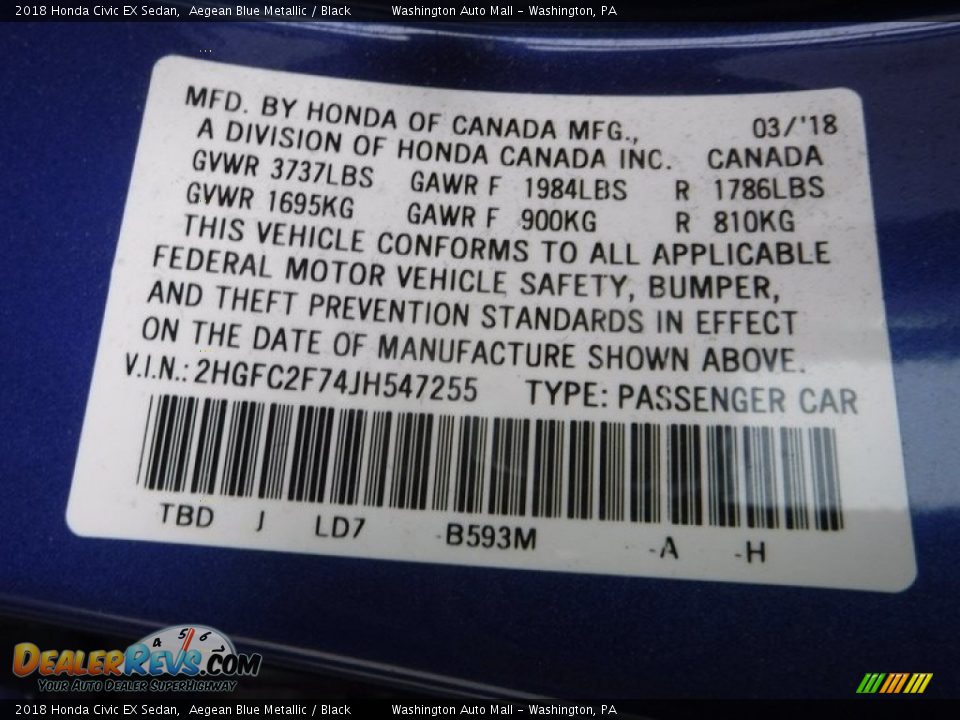 2018 Honda Civic EX Sedan, Aegean Blue Metallic / Black Washington Auto Mall - Washington, PA
MFD. BY HONDA OF CANADA MFG., 03/'18
A DIVISION OF HONDA CANADA INC. CANADA
GVWR 3737LBS GAWR F 1984LBS R 1786LBS
GVWR 1695KG GAWR F 900KG R 810KG
THIS VEHICLE CONFORMS TO ALL APPLICABLE
FEDERAL MOTOR VEHICLE SAFETY, BUMPER,
AND THEFT PREVENTION STANDARDS IN EFFECT
ON THE DATE OF MANUFACTURE SHOWN ABOVE.
V.I.N.: 2HGFC2F74JH547255 TYPE: PASSENGER CAR
TBD J LD7 -B593M -A -H
4 5 6
DEALERREVS.COM
YOUR AUTO DEALER SUPERHIGHWAY
2018 Honda Civic EX Sedan, Aegean Blue Metallic / Black Washington Auto Mall - Washington, PA